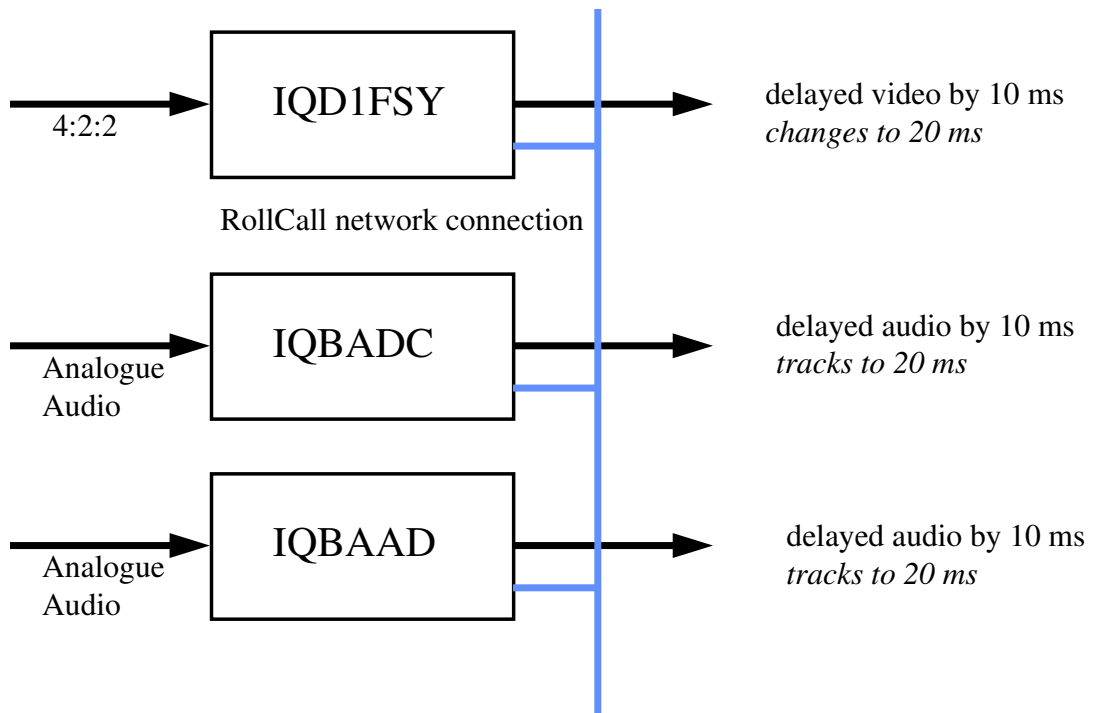 IQD1FSY
4:2:2
delayed video by 10 ms
changes to 20 ms
RollCall network connection
IQBADC
Analogue
Audio
delayed audio by 10 ms
tracks to 20 ms
IQBAAD
Analogue
Audio
delayed audio by 10 ms
tracks to 20 ms